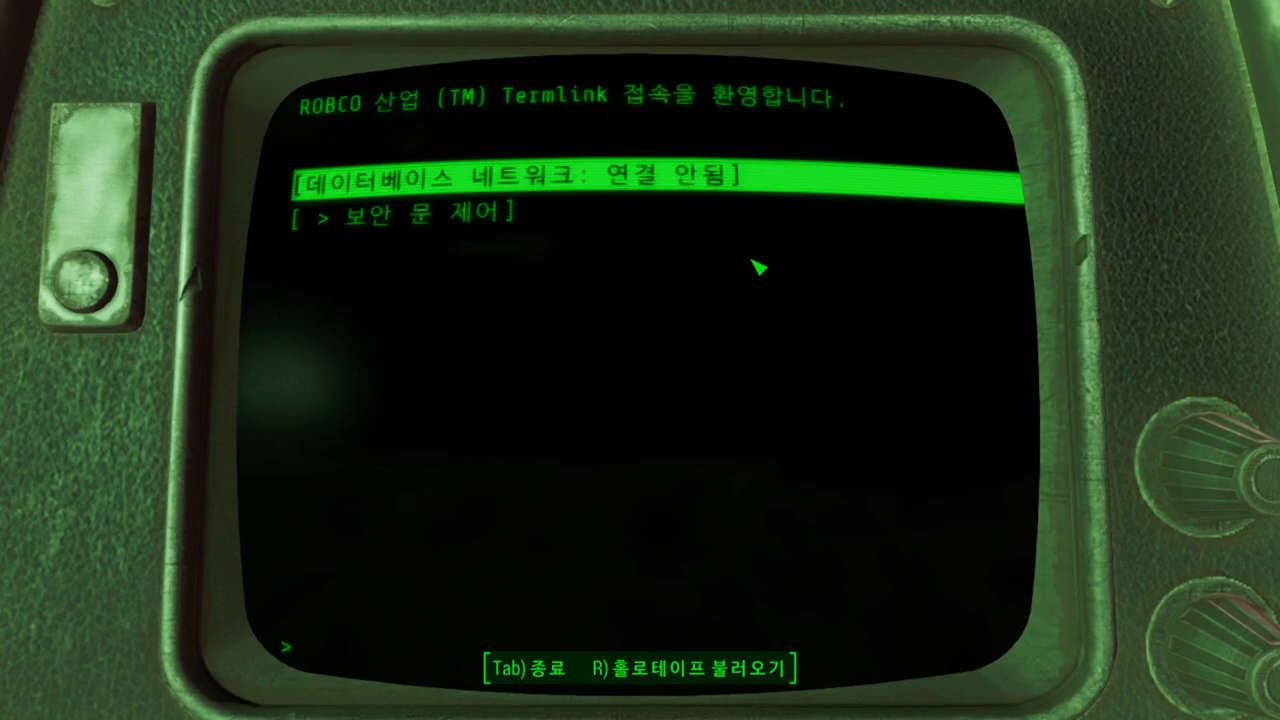 ROBCO 산업 (TM) Termlink 접속을 환영합니다.
[데이터베이스 네트워크: 연결 안됨]
[ > 보안 문 제어]
>
[Tab)종료 R)홀로테이프 불러오기]